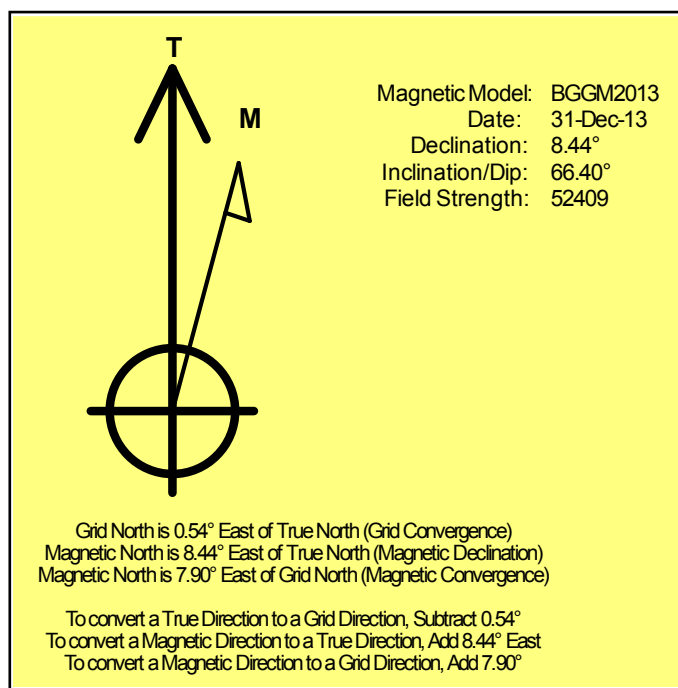 T
M
Magnetic Model: BGGM2013
Date: 31-Dec-13
Declination: 8.44°
Inclination/Dip: 66.40°
Field Strength: 52409
Grid North is 0.54° East of True North (Grid Convergence)
Magnetic North is 8.44° East of True North (Magnetic Declination)
Magnetic North is 7.90° East of Grid North (Magnetic Convergence)
To convert a True Direction to a Grid Direction, Subtract 0.54°
To convert a Magnetic Direction to a True Direction, Add 8.44° East
To convert a Magnetic Direction to a Grid Direction, Add 7.90°